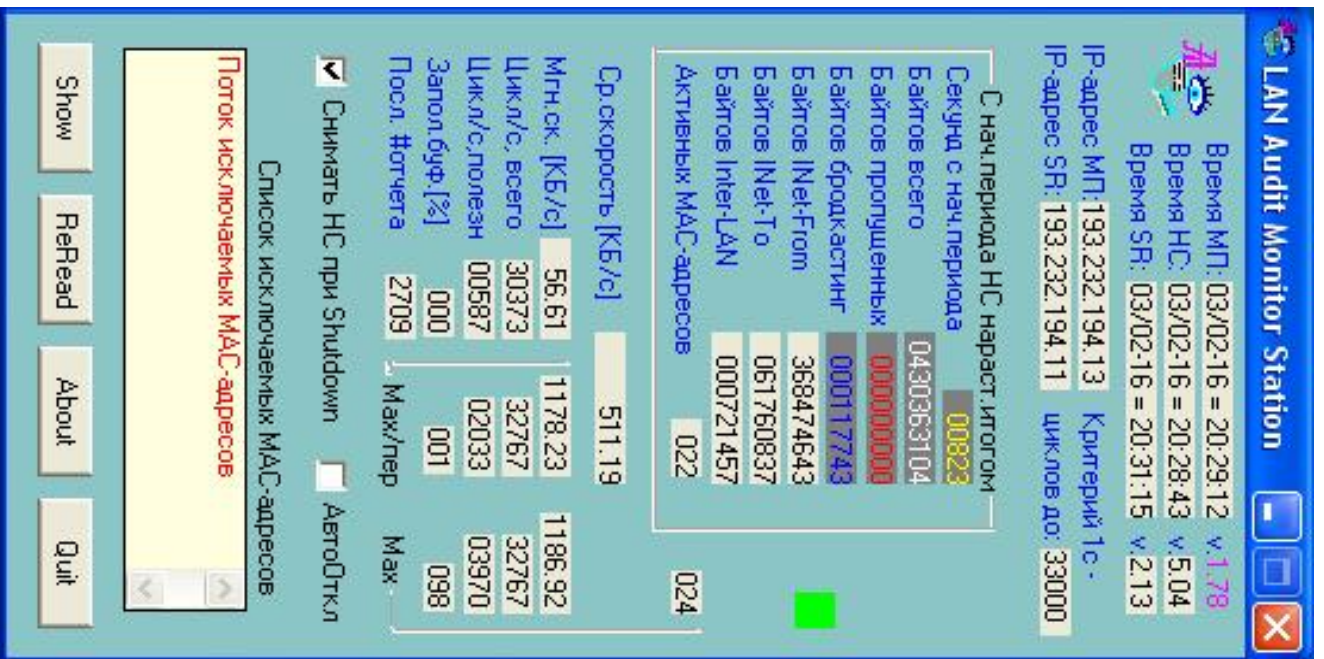 LAN Audit Monitor Station
Время МП: 03/02-16 = 20:29:12 v.1.78
Время НС: 03/02-16 = 20:28:43 v.5.04
Время SR: 03/02-16 = 20:31:15 v.2.13
IP-адрес МП: 193.232.194.13 Критерий 1с -
IP-адрес SR: 193.232.194.11 циклов до: 33000
С нач.периода НС нараст.итогом
Секунд с нач.периода 00823
Байтов всего 0430363104
Байтов пропущенных 000000000
Байтов бродкастинг 000117743
Байтов INet-From 368474643
Байтов INet-To 061760837
Байтов Inter-LAN 000721457
Активных MAC-адресов 022 024
Ср.скорость [КБ/с] 511.19
Мгн.ск. [КБ/с] 56.61 1178.23 1186.92
Цикл/с, всего 30373 32767 32767
Цикл/с,полезн 00587 02033 03970
Запол.буф.[%] 000 001 098
Посл. #отчета 2709 Мах/пер Мах
Снимать НС при Shutdown АвтоОткл
Список исключаемых МАС-адресов
Поток исключаемых МАС-адресов
Show ReRead About Quit